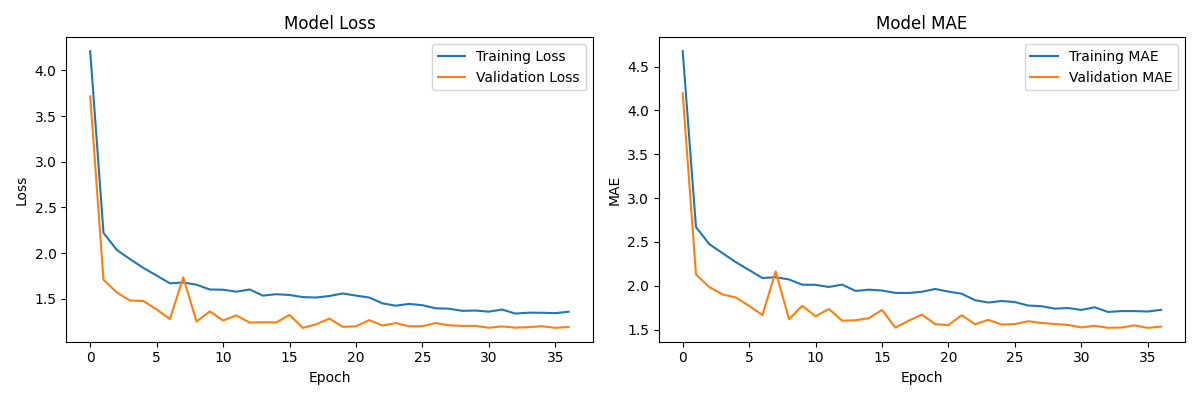 Model Loss
Training Loss
Validation Loss
4.0
3.5
3.0
2.5
2.0
1.5
Loss
0 5 10 15 20 25 30 35
Epoch
Model MAE
Training MAE
Validation MAE
4.5
4.0
3.5
3.0
2.5
2.0
1.5
MAE
0 5 10 15 20 25 30 35
Epoch